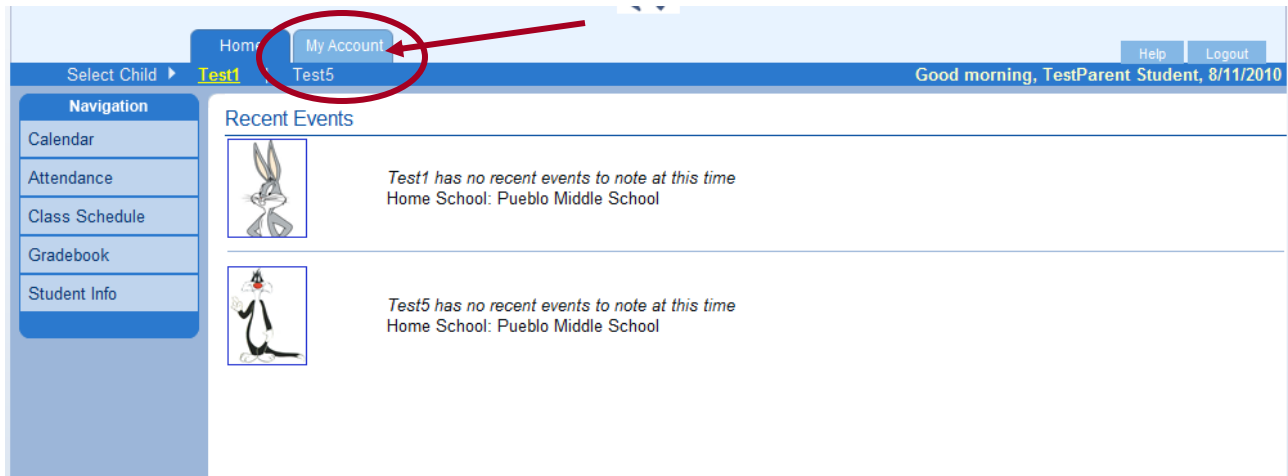 Home My Account
Help Logout
Select Child Test1 | Test5 Good morning, TestParent Student, 8/11/2010
Navigation
Calendar
Attendance
Class Schedule
Gradebook
Student Info
Recent Events
Test1 has no recent events to note at this time
Home School: Pueblo Middle School
Test5 has no recent events to note at this time
Home School: Pueblo Middle School